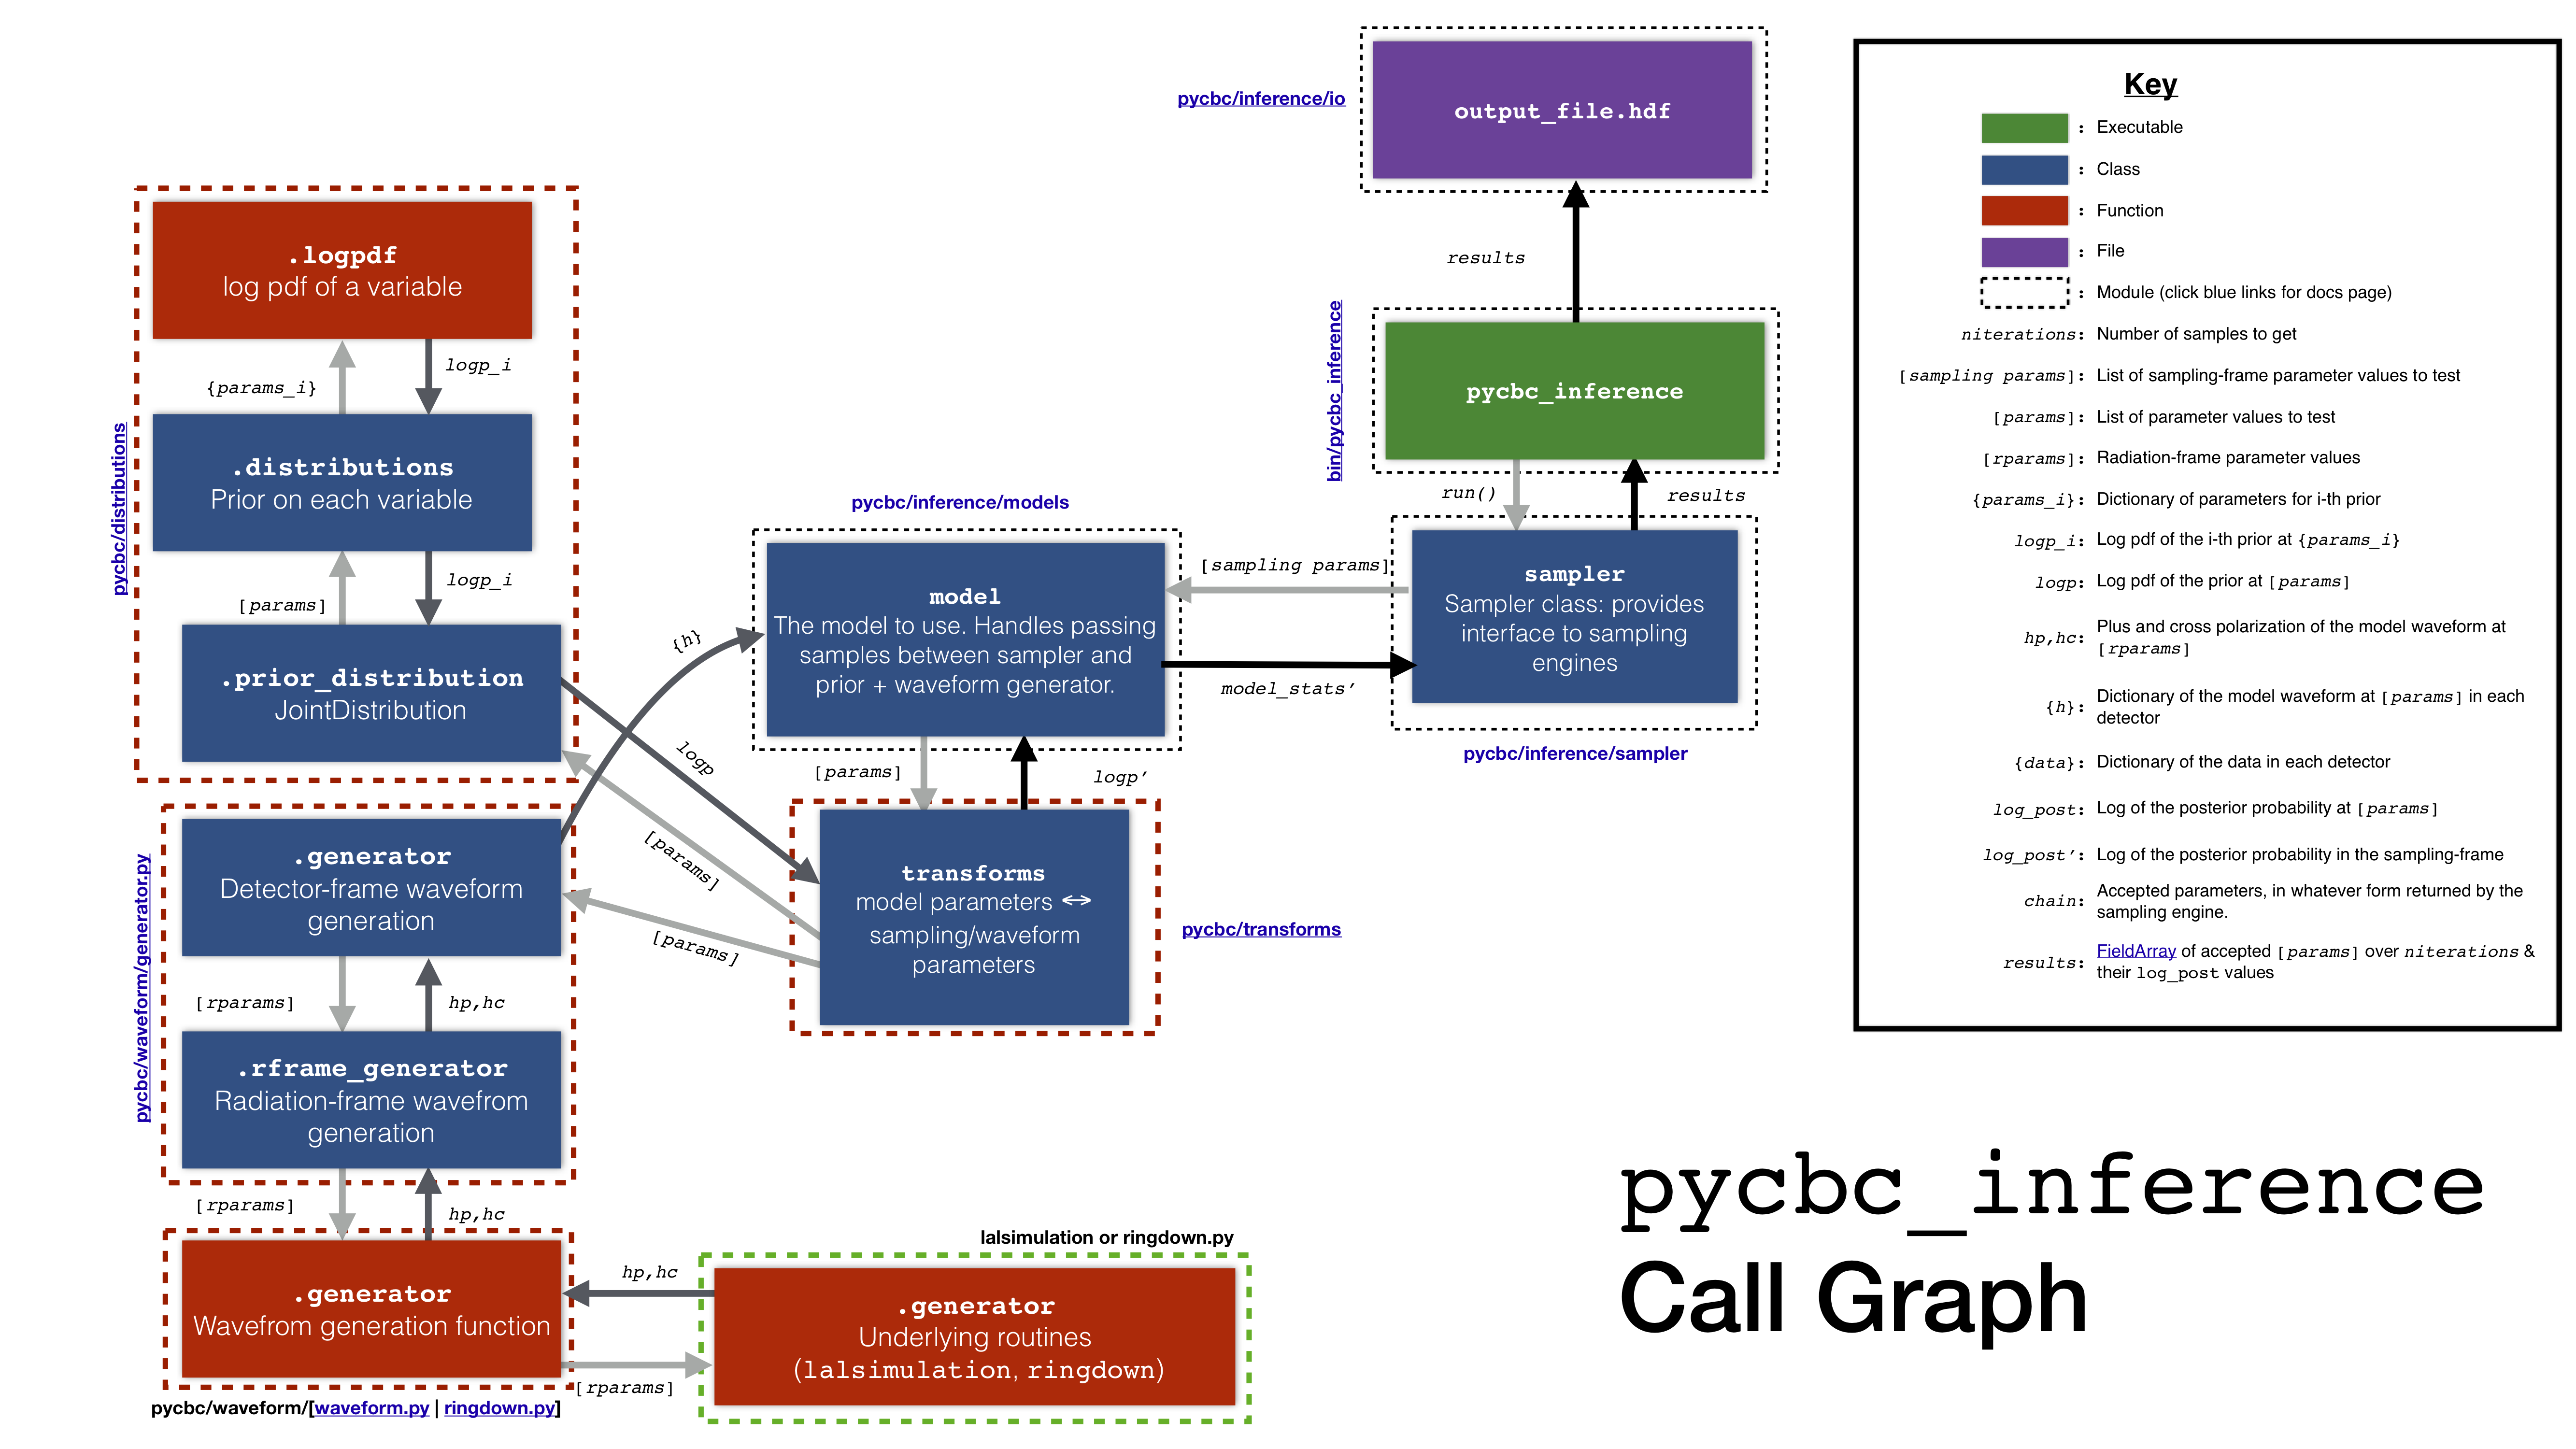 pycbc/inference/io
output_file.hdf
results
bin/pycbc_inference
pycbc_inference
run()
results
sampler
Sampler class: provides
interface to sampling
engines
pycbc/inference/sampler
[sampling params]
model_stats’
pycbc/inference/models
model
The model to use. Handles passing
samples between sampler and
prior + waveform generator.
[params]
logp’
transforms
model parameters <->
sampling/waveform
parameters
pycbc/transforms
{h}
logp
[params]
[params]
pycbc/distributions
.logpdf
log pdf of a variable
{params_i}
logp_i
.distributions
Prior on each variable
[params]
logp_i
.prior_distribution
JointDistribution
pycbc/waveform/generator.py
.generator
Detector-frame waveform
generation
[rparams]
hp,hc
.rframe_generator
Radiation-frame wavefrom
generation
[rparams]
hp,hc
.generator
Wavefrom generation function
pycbc/waveform/[waveform.py | ringdown.py]
hp,hc
[rparams]
lalsimulation or ringdown.py
.generator
Underlying routines
(lalsimulation, ringdown)
Key
: Executable
: Class
: Function
: File
: Module (click blue links for docs page)
niterations: Number of samples to get
[sampling params]: List of sampling-frame parameter values to test
[params]: List of parameter values to test
[rparams]: Radiation-frame parameter values
{params_i}: Dictionary of parameters for i-th prior
logp_i: Log pdf of the i-th prior at {params_i}
logp: Log pdf of the prior at [params]
hp,hc: Plus and cross polarization of the model waveform at
[rparams]
{h}: Dictionary of the model waveform at [params] in each
detector
{data}: Dictionary of the data in each detector
log_post: Log of the posterior probability at [params]
log_post’: Log of the posterior probability in the sampling-frame
chain: Accepted parameters, in whatever form returned by the
sampling engine.
results: FieldArray of accepted [params] over niterations &
their log_post values
pycbc_inference
Call Graph